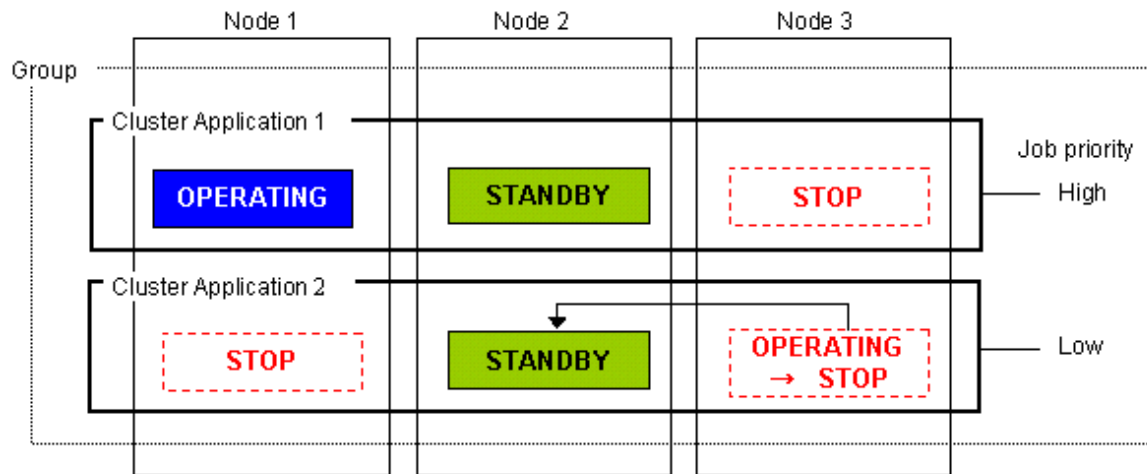 Node 1
Node 2
Node 3
Group
Cluster Application 1
Job priority
OPERATING
STANDBY
STOP
High
Cluster Application 2
STOP
STANDBY
OPERATING
→ STOP
Low